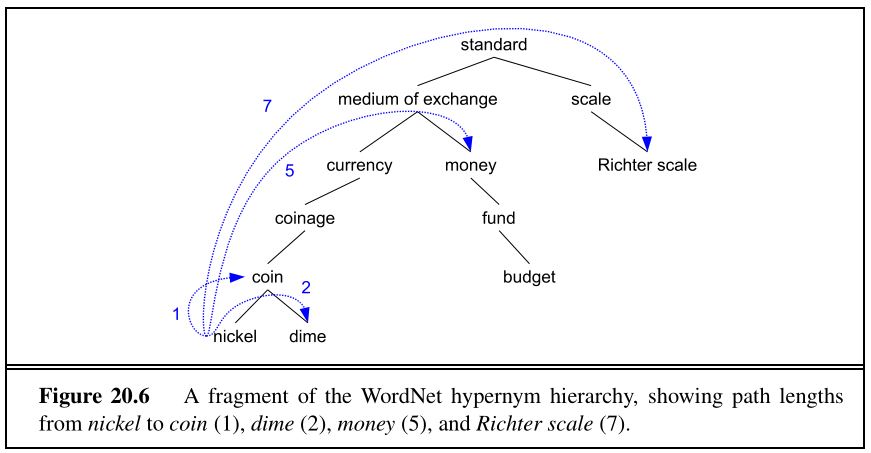 standard
7
medium of exchange
scale
5
currency
money
Richter scale
coinage
fund
coin
budget
2
1
nickel
dime
Figure 20.6 A fragment of the WordNet hypernym hierarchy, showing path lengths
from nickel to coin (1), dime (2), money (5), and Richter scale (7).